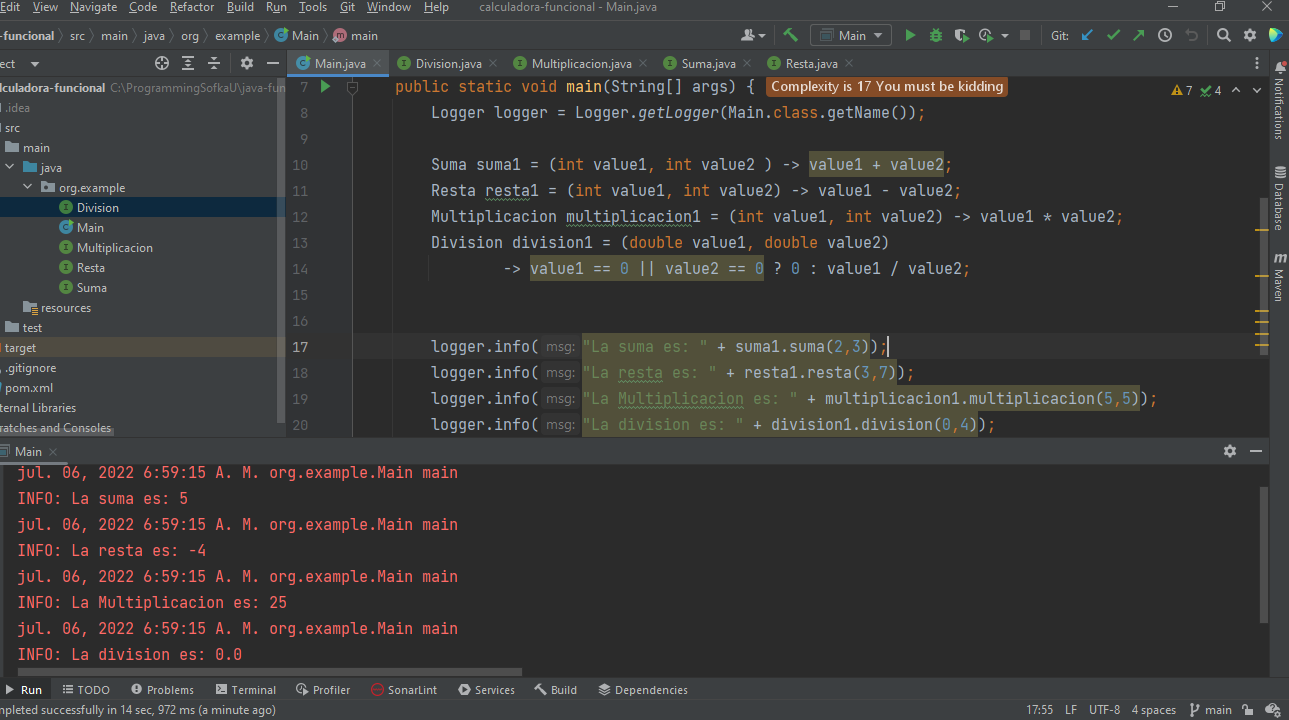 Edit View Navigate Code Refactor Build Run Tools Git Window Help calculadora-funcional - Main.java
-funcional src main java org example Main main Main Git:
ect Main.java Division.java Multiplicacion.java Suma.java Resta.java
lculadora-funcional C:\ProgrammingSofkaU\java-fun
.idea
src
main
java
org.example
Division
Main
Multiplicacion
Resta
Suma
resources
test
target
.gitignore
pom.xml
ternal Libraries
ratches and Consoles
7 public static void main(String[] args) { Complexity is 17 You must be kidding 7 4
8 Logger logger = Logger.getLogger(Main.class.getName());
9
10 Suma suma1 = (int value1, int value2 ) -> value1 + value2;
11 Resta resta1 = (int value1, int value2) -> value1 - value2;
12 Multiplicacion multiplicacion1 = (int value1, int value2) -> value1 * value2;
13 Division division1 = (double value1, double value2)
14 -> value1 == 0 || value2 == 0 ? 0 : value1 / value2;
15
16
17 logger.info( msg: "La suma es: " + suma1.suma(2,3));
18 logger.info( msg: "La resta es: " + resta1.resta(3,7));
19 logger.info( msg: "La Multiplicacion es: " + multiplicacion1.multiplicacion(5,5));
20 logger.info( msg: "La division es: " + division1.division(0,4));
Notifications
Database
Maven
Main
jul. 06, 2022 6:59:15 A. M. org.example.Main main
INFO: La suma es: 5
jul. 06, 2022 6:59:15 A. M. org.example.Main main
INFO: La resta es: -4
jul. 06, 2022 6:59:15 A. M. org.example.Main main
INFO: La Multiplicacion es: 25
jul. 06, 2022 6:59:15 A. M. org.example.Main main
INFO: La division es: 0.0
Run TODO Problems Terminal Profiler SonarLint Services Build Dependencies
mpleted successfully in 14 sec, 972 ms (a minute ago) 17:55 LF UTF-8 4 spaces main